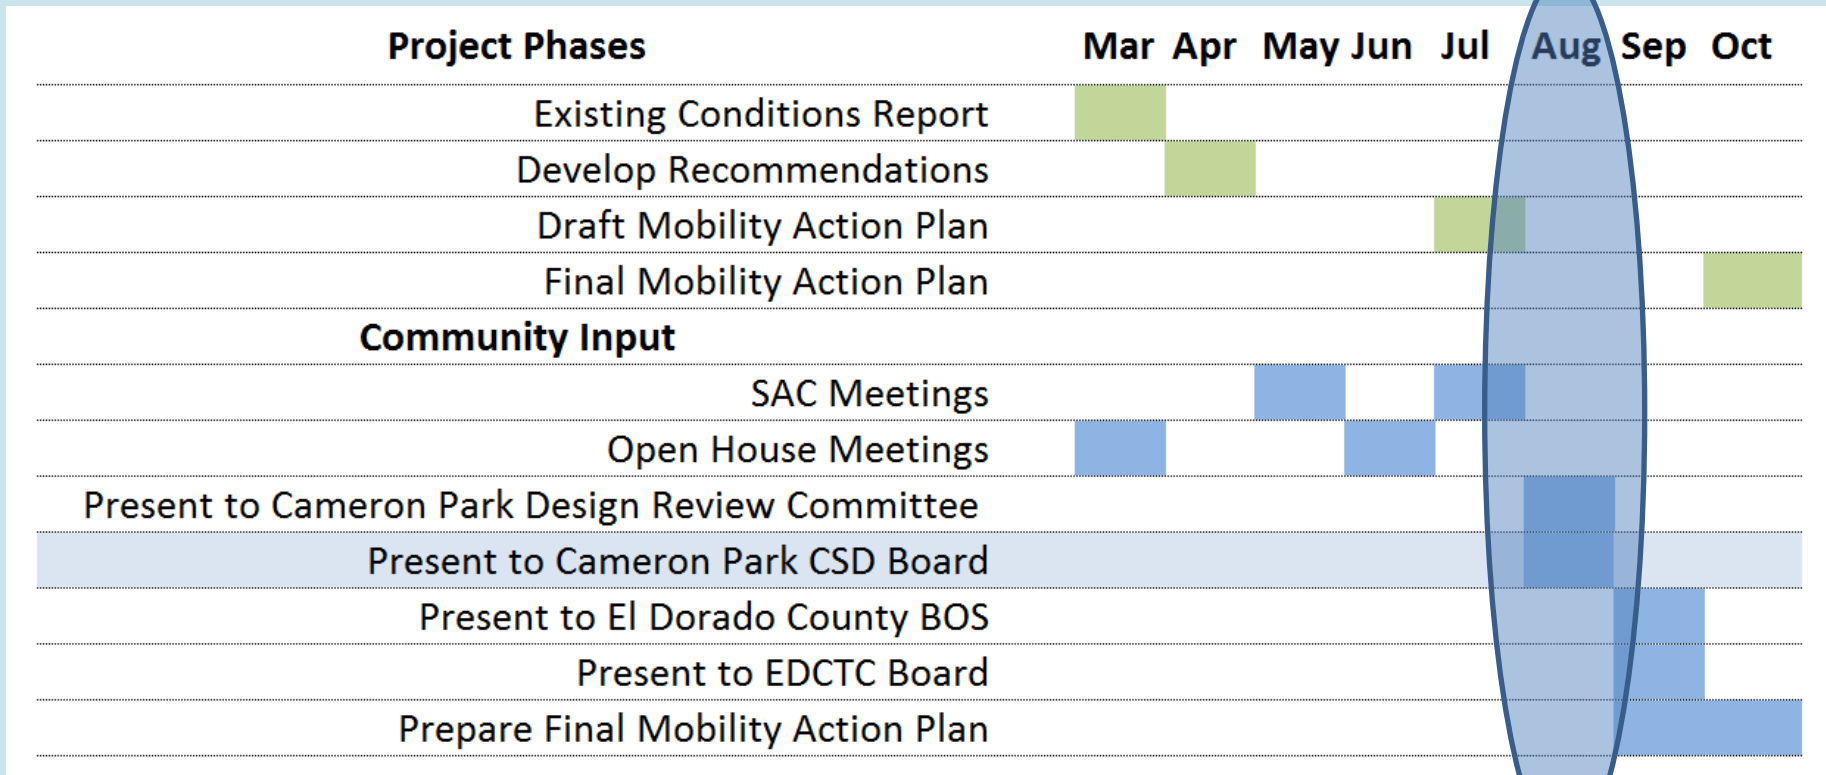 Project Phases Mar Apr May Jun Jul Aug Sep Oct
Existing Conditions Report
Develop Recommendations
Draft Mobility Action Plan
Final Mobility Action Plan
Community Input
SAC Meetings
Open House Meetings
Present to Cameron Park Design Review Committee
Present to Cameron Park CSD Board
Present to El Dorado County BOS
Present to EDCTC Board
Prepare Final Mobility Action Plan